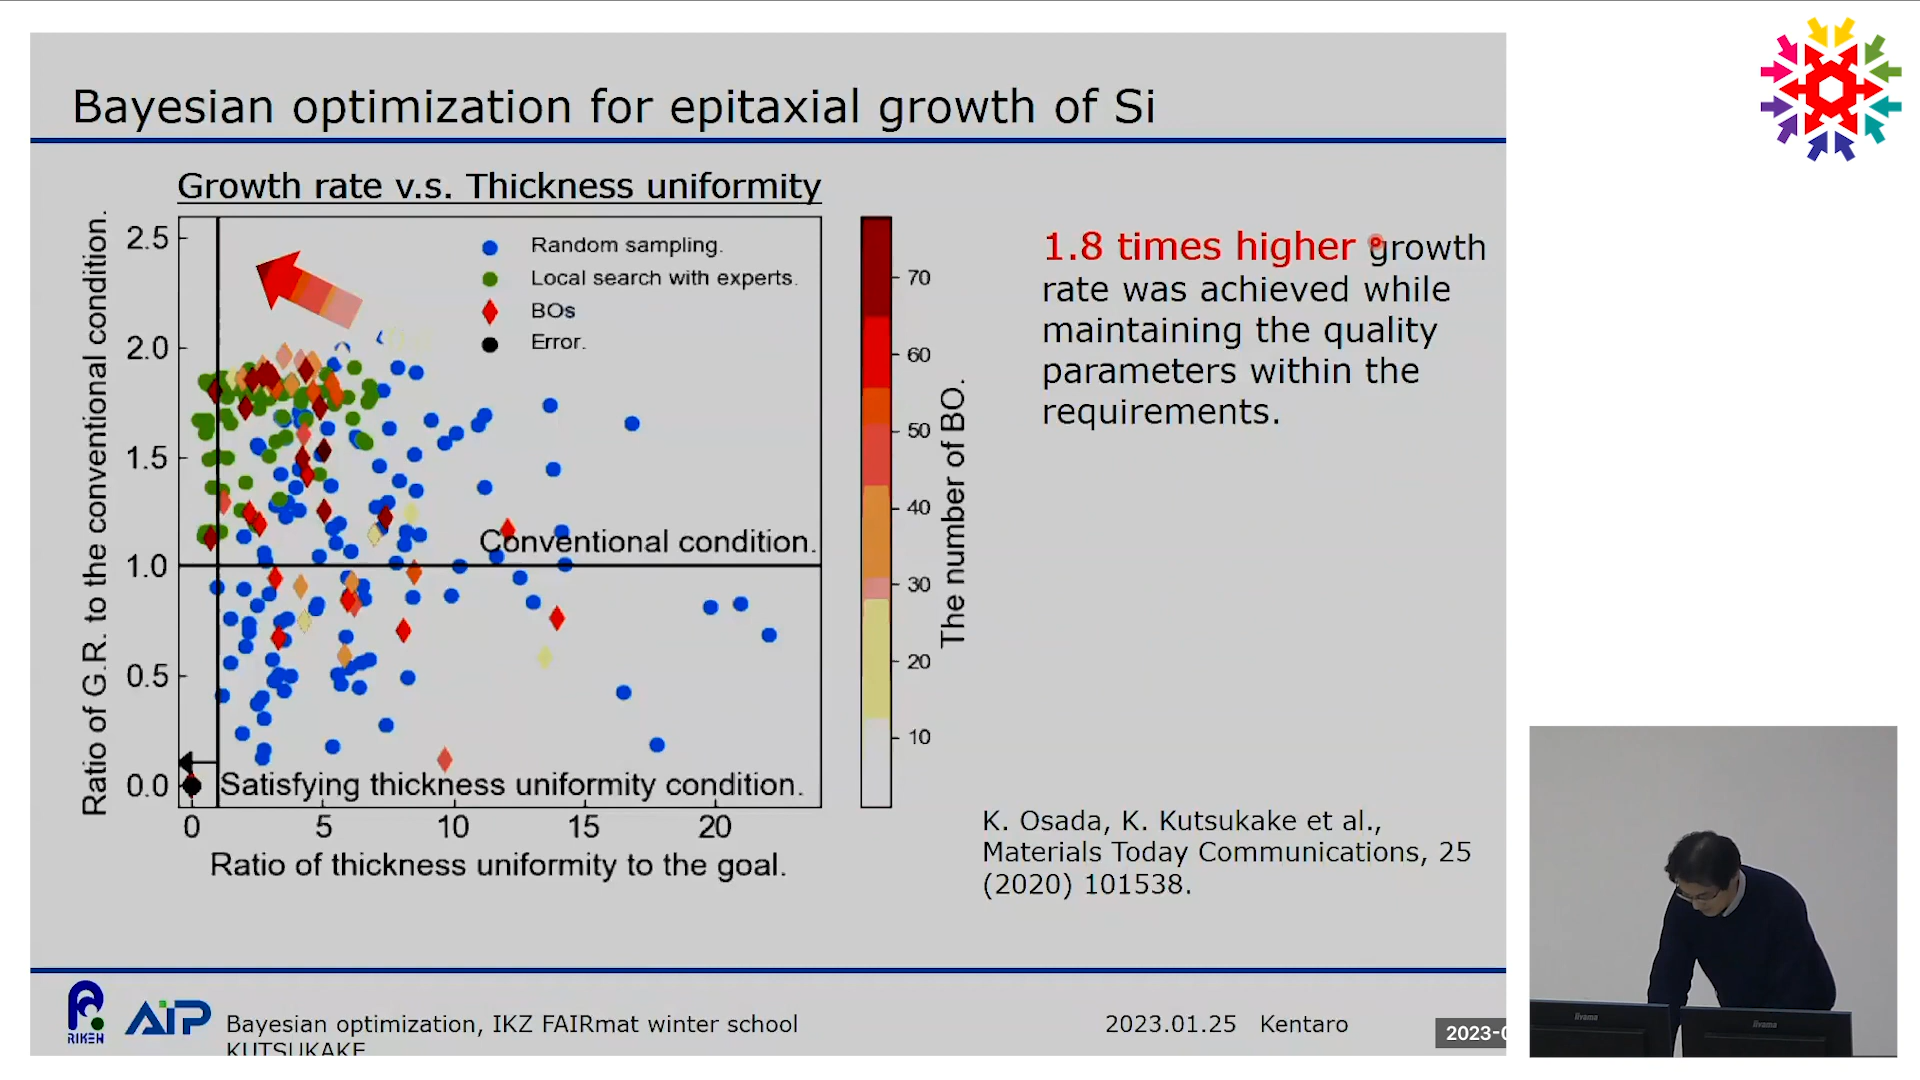 Bayesian optimization for epitaxial growth of Si
Growth rate v.s. Thickness uniformity
Ratio of G.R. to the conventional condition.
2.5
2.0
1.5
1.0
0.5
0.0
Random sampling.
Local search with experts.
BOs
Error.
Conventional condition.
Satisfying thickness uniformity condition.
0 5 10 15 20
Ratio of thickness uniformity to the goal.
70
60
50
40
30
20
10
The number of BO.
1.8 times higher growth
rate was achieved while
maintaining the quality
parameters within the
requirements.
K. Osada, K. Kutsukake et al.,
Materials Today Communications, 25
(2020) 101538.
RIKEN
AIP
Bayesian optimization, IKZ FAIRmat winter school
2023.01.25 Kentaro
KUTSUKAKE
2023-0
iiyama
iiyama